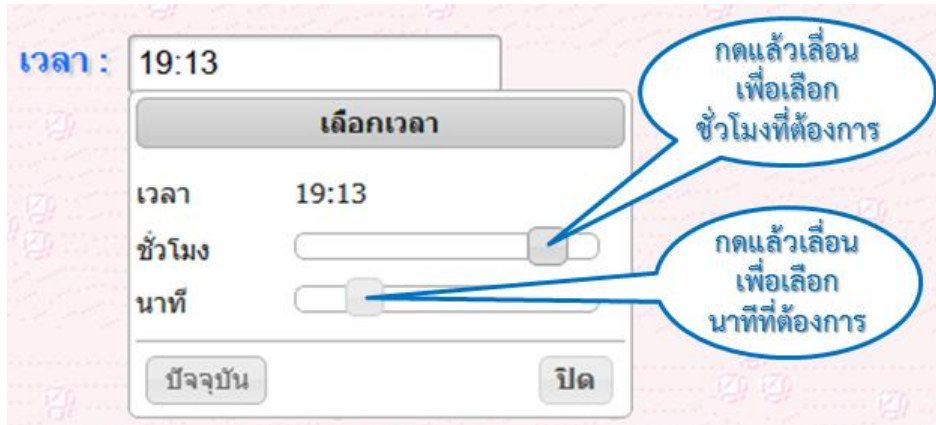 เวลา : 19:13
กดแล้วเลื่อน
เพื่อเลือก
ชั่วโมงที่ต้องการ
เลือกเวลา
เวลา 19:13
ชั่วโมง
นาที
กดแล้วเลื่อน
เพื่อเลือก
นาทีที่ต้องการ
ปัจจุบัน ปิด